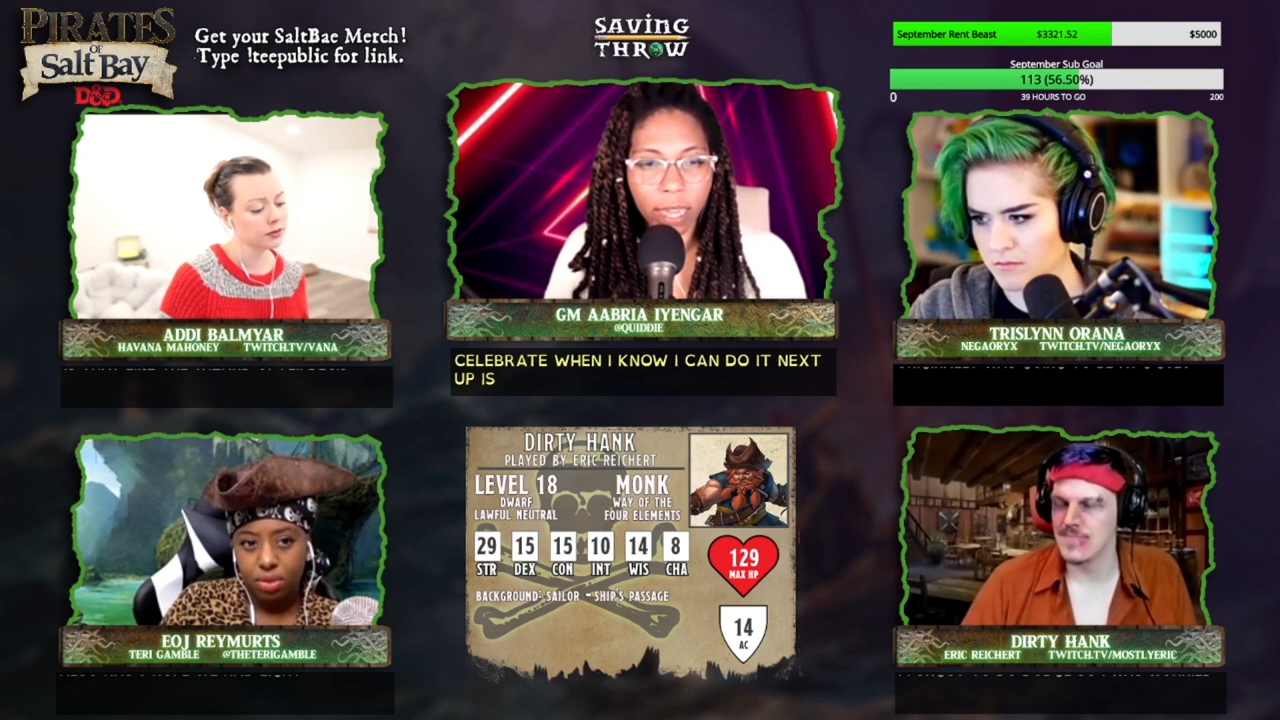 PIRATES
OF
Salt Bay
D&D
Get your SaltBae Merch!
Type !teepublic for link.
SAVING
THROW
September Rent Beast $3321.52 $5000
September Sub Goal
113 (56.50%)
0 39 HOURS TO GO 200
ADDI BALMYAR
HAVANA MAHONEY TWITCH.TV/VANA
GM AABRIA IYENGAR
@QUIDDIE
CELEBRATE WHEN I KNOW I CAN DO IT NEXT
UP IS
TRISLYNN ORANA
NEGAORYX TWITCH.TV/NEGAORYX
DIRTY HANK
PLAYED BY ERIC REICHERT
LEVEL 18 MONK
DWARF WAY OF THE
LAWFUL NEUTRAL FOUR ELEMENTS
29 15 15 10 14 8
STR DEX CON INT WIS CHA
129
MAX HP
BACKGROUND: SAILOR - SHIP'S PASSAGE
14
AC
EOJ REYMURTS
TERI GAMBLE @THETERIGAMBLE
DIRTY HANK
ERIC REICHERT TWITCH.TV/MOSTLYERIC